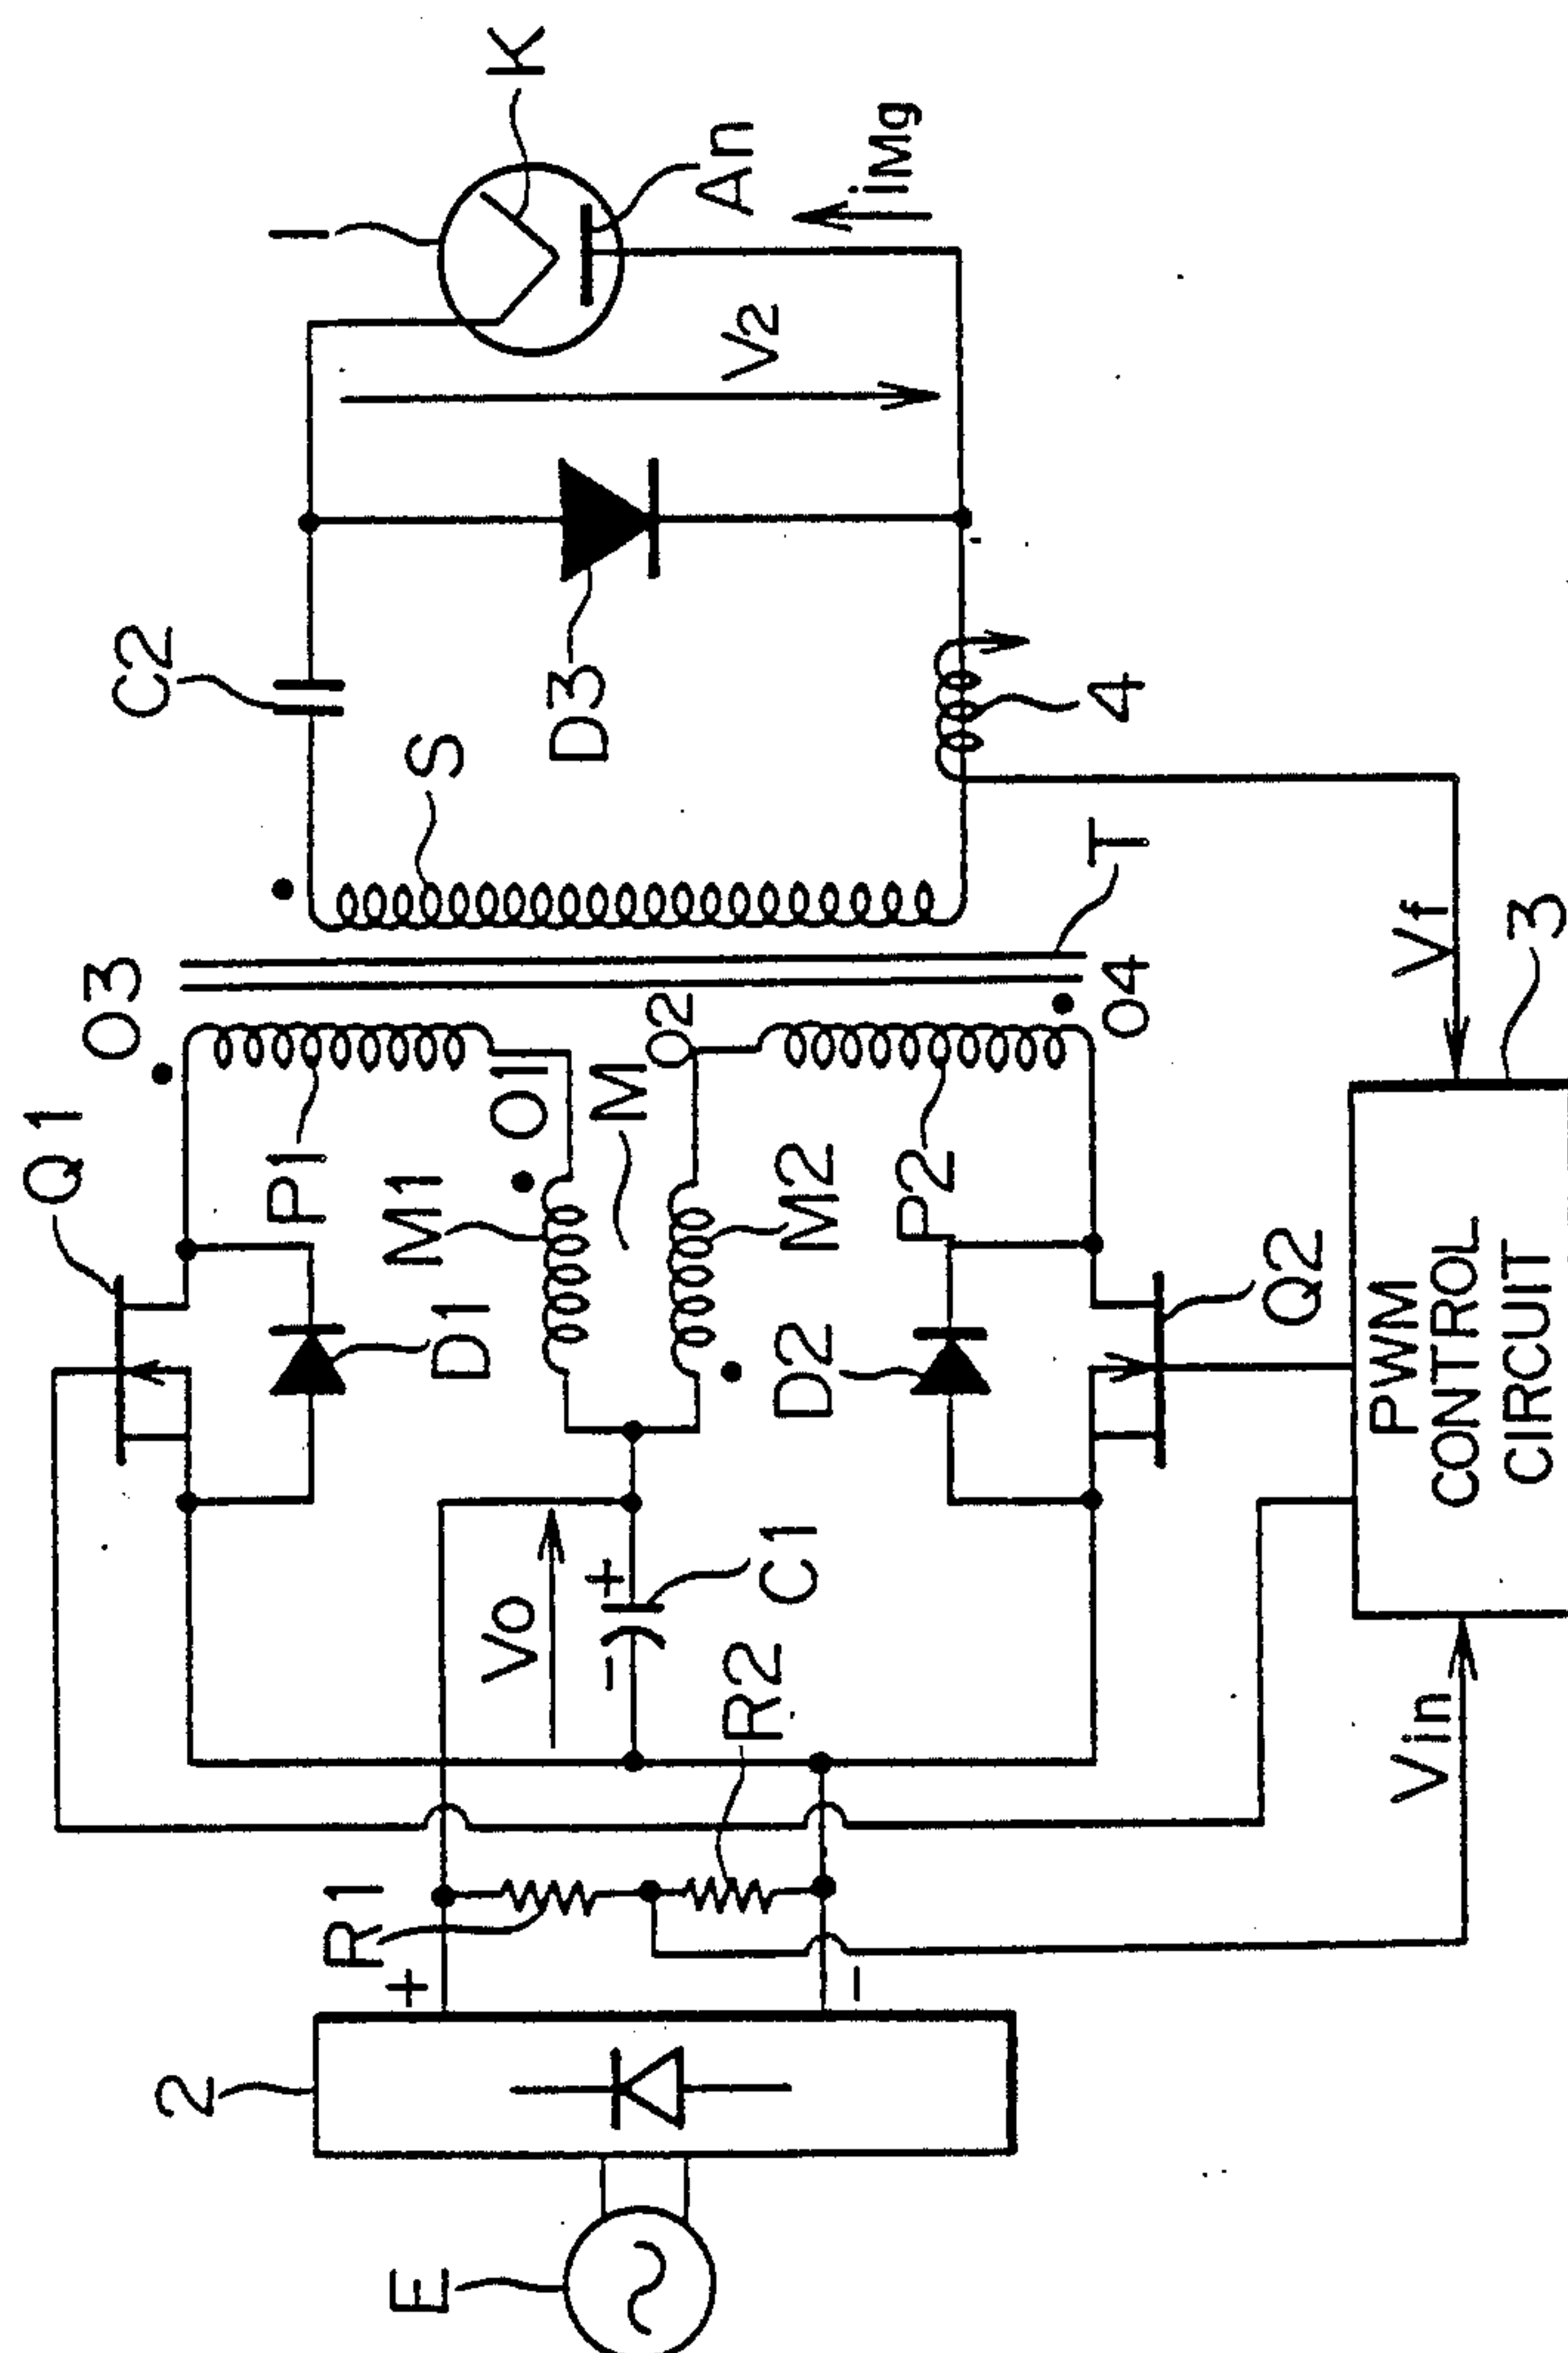 E
2
+
-
R1
R2
Vin
Vo
+
-
C1
Q1
D1
M1
M
M2
D2
Q2
PWM
CONTROL
CIRCUIT
3
Vf
P1
P2
O1
O2
O3
O4
T
S
C2
D3
4
V2
1
K
An
iMg